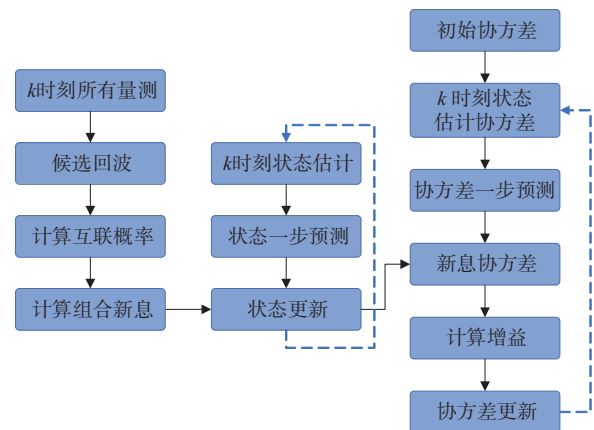 k时刻所有量测
候选回波
计算互联概率
计算组合新息
k时刻状态估计
状态一步预测
状态更新
初始协方差
k 时刻状态
估计协方差
协方差一步预测
新息协方差
计算增益
协方差更新